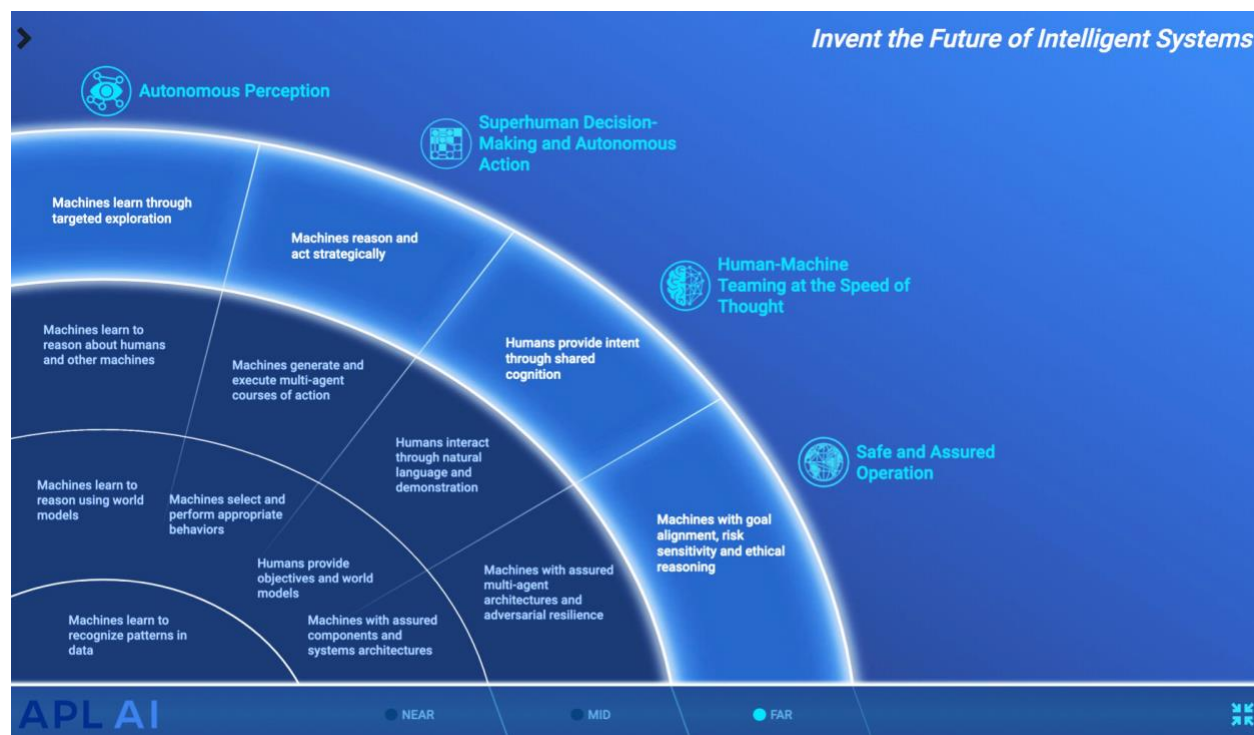 Invent the Future of Intelligent Systems
Autonomous Perception
Superhuman Decision-
Making and Autonomous
Action
Human-Machine
Teaming at the Speed of
Thought
Safe and Assured
Operation
Machines learn through
targeted exploration
Machines reason and
act strategically
Humans provide intent
through shared
cognition
Machines with goal
alignment, risk
sensitivity and ethical
reasoning
Machines learn to
reason about humans
and other machines
Machines generate and
execute multi-agent
courses of action
Humans interact
through natural
language and
demonstration
Machines with assured
multi-agent
architectures and
adversarial resilience
Machines learn to
reason using world
models
Machines select and
perform appropriate
behaviors
Humans provide
objectives and world
models
Machines with assured
components and
systems architectures
Machines learn to
recognize patterns in
data
APL AI
NEAR
MID
FAR